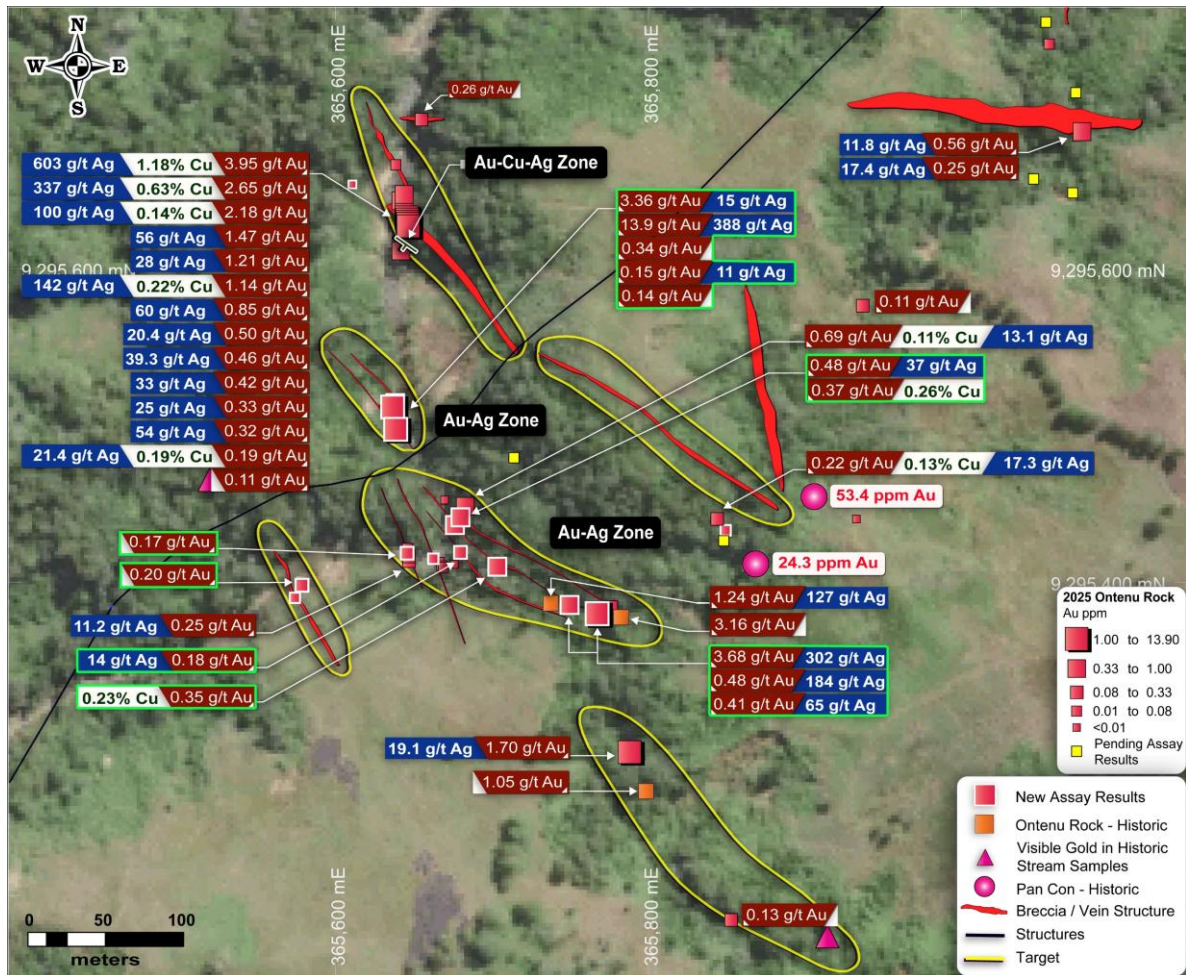 N
W E
S
365,600 mE
365,800 mE
0.26 g/t Au
Au-Cu-Ag Zone
603 g/t Ag 1.18% Cu 3.95 g/t Au
337 g/t Ag 0.63% Cu 2.65 g/t Au
100 g/t Ag 0.14% Cu 2.18 g/t Au
56 g/t Ag 1.47 g/t Au
28 g/t Ag 1.21 g/t Au
142 g/t Ag 0.22% Cu 1.14 g/t Au
60 g/t Ag 0.85 g/t Au
20.4 g/t Ag 0.50 g/t Au
39.3 g/t Ag 0.46 g/t Au
33 g/t Ag 0.42 g/t Au
25 g/t Ag 0.33 g/t Au
54 g/t Ag 0.32 g/t Au
21.4 g/t Ag 0.19% Cu 0.19 g/t Au
0.11 g/t Au
9,295,600 mN
11.8 g/t Ag 0.56 g/t Au
17.4 g/t Ag 0.25 g/t Au
3.36 g/t Au 15 g/t Ag
13.9 g/t Au 388 g/t Ag
0.34 g/t Au
0.15 g/t Au 11 g/t Ag
0.14 g/t Au
9,295,600 mN
0.11 g/t Au
0.69 g/t Au 0.11% Cu 13.1 g/t Ag
0.48 g/t Au 37 g/t Ag
0.37 g/t Au 0.26% Cu
Au-Ag Zone
0.22 g/t Au 0.13% Cu 17.3 g/t Ag
53.4 ppm Au
Au-Ag Zone
24.3 ppm Au
0.17 g/t Au
0.20 g/t Au
11.2 g/t Ag 0.25 g/t Au
14 g/t Ag 0.18 g/t Au
0.23% Cu 0.35 g/t Au
9,295,400 mN
1.24 g/t Au 127 g/t Ag
3.16 g/t Au
3.68 g/t Au 302 g/t Ag
0.48 g/t Au 184 g/t Ag
0.41 g/t Au 65 g/t Ag
19.1 g/t Ag 1.70 g/t Au
1.05 g/t Au
0.13 g/t Au
365,600 mE
365,800 mE
0 50 100
meters
2025 Ontenu Rock
Au ppm
1.00 to 13.90
0.33 to 1.00
0.08 to 0.33
0.01 to 0.08
<0.01
Pending Assay
Results
New Assay Results
Ontenu Rock - Historic
Visible Gold in Historic
Stream Samples
Pan Con - Historic
Breccia / Vein Structure
Structures
Target